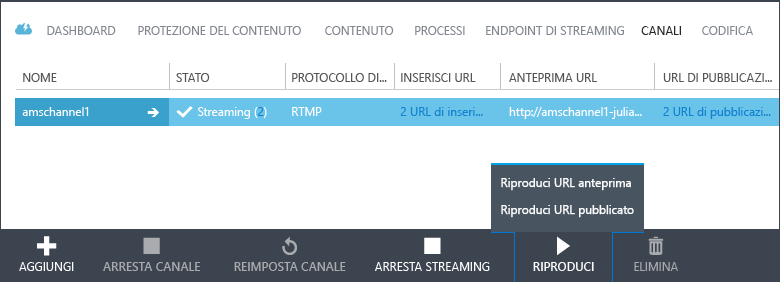 DASHBOARD PROTEZIONE DEL CONTENUTO CONTENUTO PROCESSI ENDPOINT DI STREAMING CANALI CODIFICA
NOME STATO PROTOCOLLO DI... INSERISCI URL ANTEPRIMA URL URL DI PUBBLICAZI...
amschannel1 Streaming (2) RTMP 2 URL di inseri... http://amschannel1-julia... 2 URL di pubblicazi...
Riproduci URL anteprima
Riproduci URL pubblicato
AGGIUNGI ARRESTA CANALE REIMPOSTA CANALE ARRESTA STREAMING RIPRODUCI ELIMINA